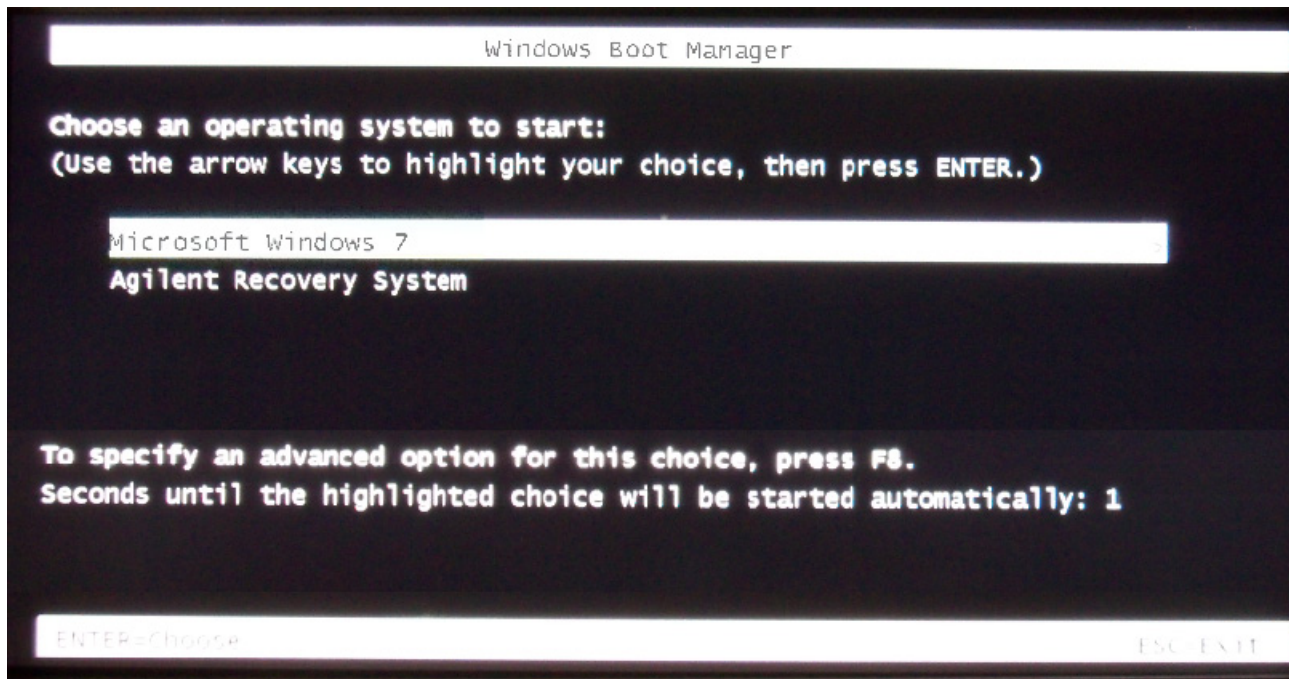 Windows Boot Manager
Choose an operating system to start:
(Use the arrow keys to highlight your choice, then press ENTER.)
Microsoft Windows 7 >
Agilent Recovery System
To specify an advanced option for this choice, press F8.
Seconds until the highlighted choice will be started automatically: 1
ENTER=Choose ESC=Exit